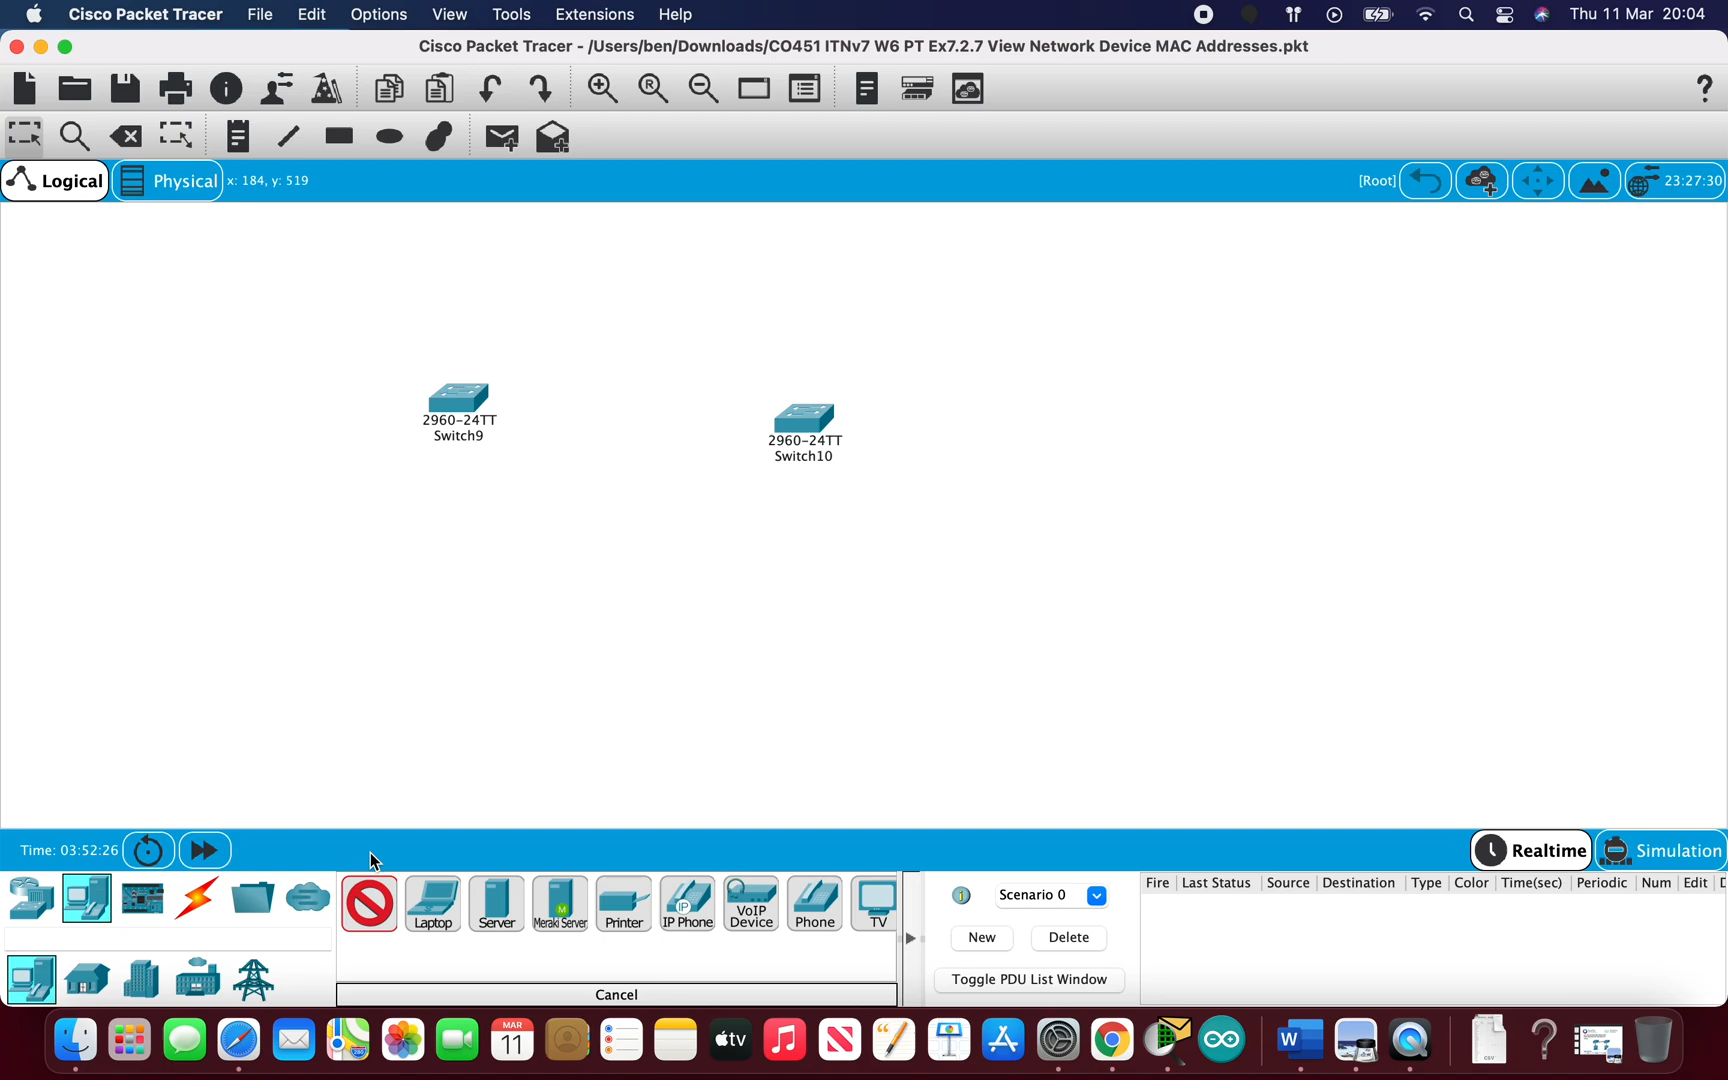 Cisco Packet Tracer File Edit Options View Tools Extensions Help Thu 11 Mar 20:04
Cisco Packet Tracer - /Users/ben/Downloads/CO451 ITNv7 W6 PT Ex7.2.7 View Network Device MAC Addresses.pkt
Logical Physical x: 184, y: 519 [Root] 23:27:30
2960-24TT
Switch9
2960-24TT
Switch10
Time: 03:52:26 Realtime Simulation
Laptop Server Meraki Server Printer IP Phone VoIP Device Phone TV
Cancel
Scenario 0
New Delete
Toggle PDU List Window
Fire Last Status Source Destination Type Color Time(sec) Periodic Num Edit D
MAR
11
tv
W
CSV